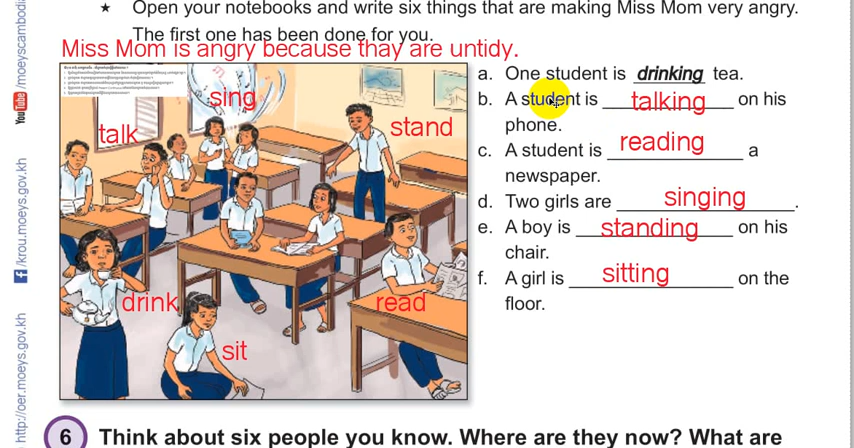 ★ Open your notebooks and write six things that are making Miss Mom very angry.
The first one has been done for you.
Miss Mom is angry because thay are untidy.
a. One student is drinking tea.
b. A student is talking on his
phone.
c. A student is reading a
newspaper.
d. Two girls are singing.
e. A boy is standing on his
chair.
f. A girl is sitting on the
floor.
sing
talk
stand
drink
read
sit
YouTube /moeyscambodia
/krou.moeys.gov.kh
http://oer.moeys.gov.kh
6 Think about six people you know. Where are they now? What are